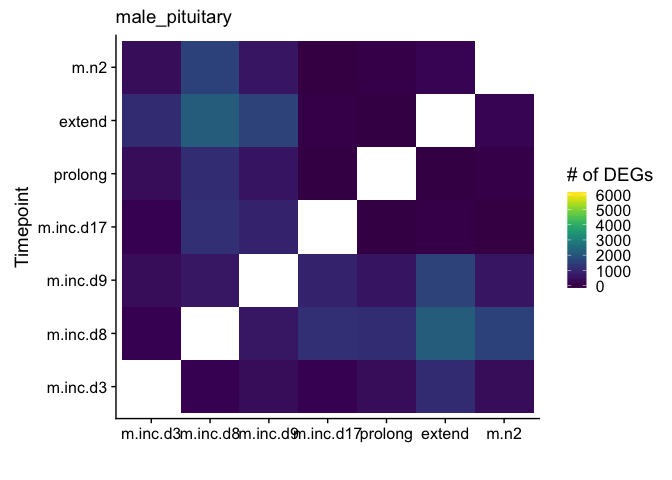 male_pituitary
Timepoint
m.n2
extend
prolong
m.inc.d17
m.inc.d9
m.inc.d8
m.inc.d3
m.inc.d3 m.inc.d8 m.inc.d9 m.inc.d17 prolong extend m.n2
# of DEGs
6000
5000
4000
3000
2000
1000
0